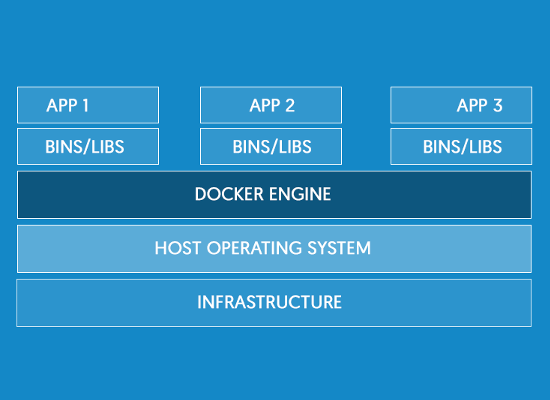 APP 1
APP 2
APP 3
BINS/LIBS
BINS/LIBS
BINS/LIBS
DOCKER ENGINE
HOST OPERATING SYSTEM
INFRASTRUCTURE